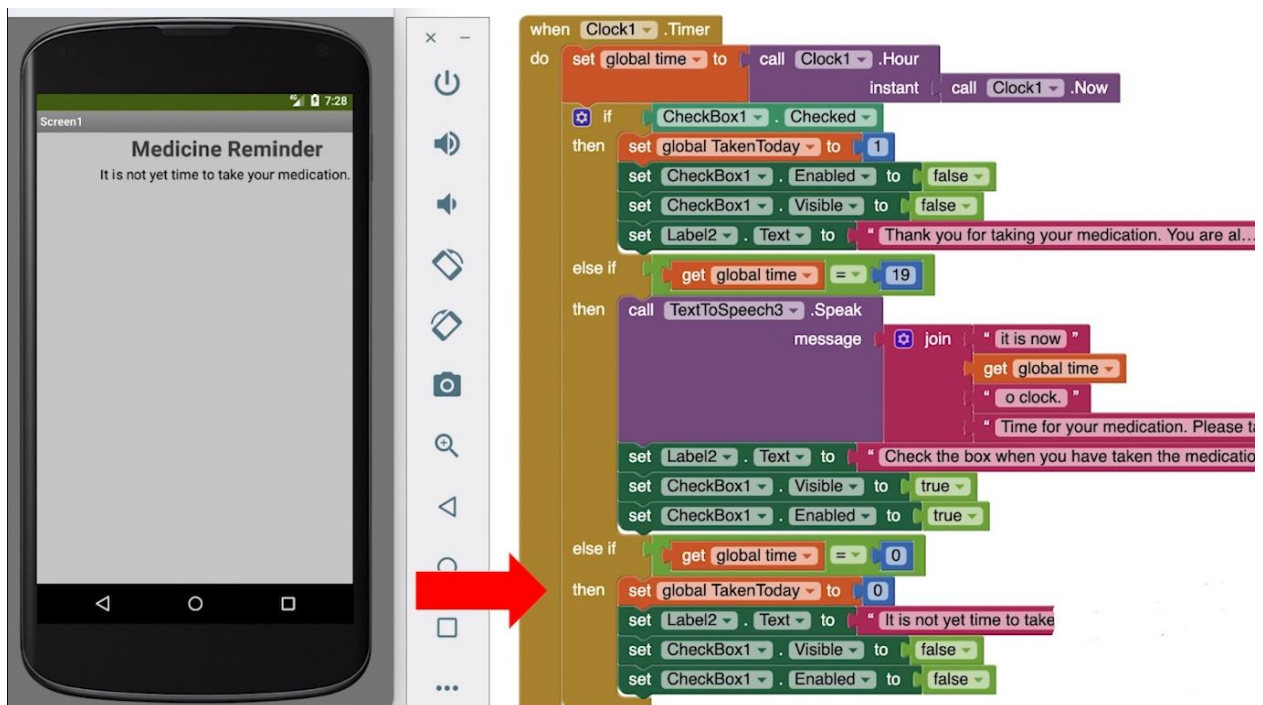 4G 7:28
Screen1
Medicine Reminder
It is not yet time to take your medication.
when Clock1 .Timer
do set global time to call Clock1 .Hour
instant call Clock1 .Now
if CheckBox1 . Checked
then set global TakenToday to 1
set CheckBox1 . Enabled to false
set CheckBox1 . Visible to false
set Label2 . Text to " Thank you for taking your medication. You are al...
else if get global time = 19
then call TextToSpeech3 .Speak
message join " it is now "
get global time
" o clock. "
" Time for your medication. Please
set Label2 . Text to " Check the box when you have taken the
set CheckBox1 . Visible to true
set CheckBox1 . Enabled to true
else if get global time = 0
then set global TakenToday to 0
set Label2 . Text to " It is not yet time to take
set CheckBox1 . Visible to false
set CheckBox1 . Enabled to false